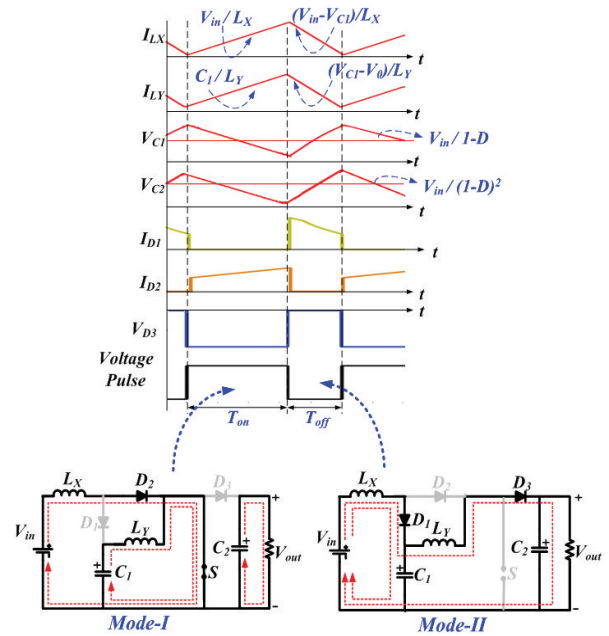 V_in / L_X (V_in-V_C1)/L_X
I_LX t
C_1 / L_Y (V_C1-V_0)/L_Y
I_LY t
V_C1 V_in / 1-D t
V_C2 V_in / (1-D)^2 t
I_D1 t
I_D2 t
V_D3 t
Voltage
Pulse
T_on T_off t
L_X D_2 D_3
V_in D_1 L_Y C_1 S C_2 V_out + + + -
Mode-I
L_X D_2 D_3
V_in D_1 L_Y C_1 S C_2 V_out + + + -
Mode-II